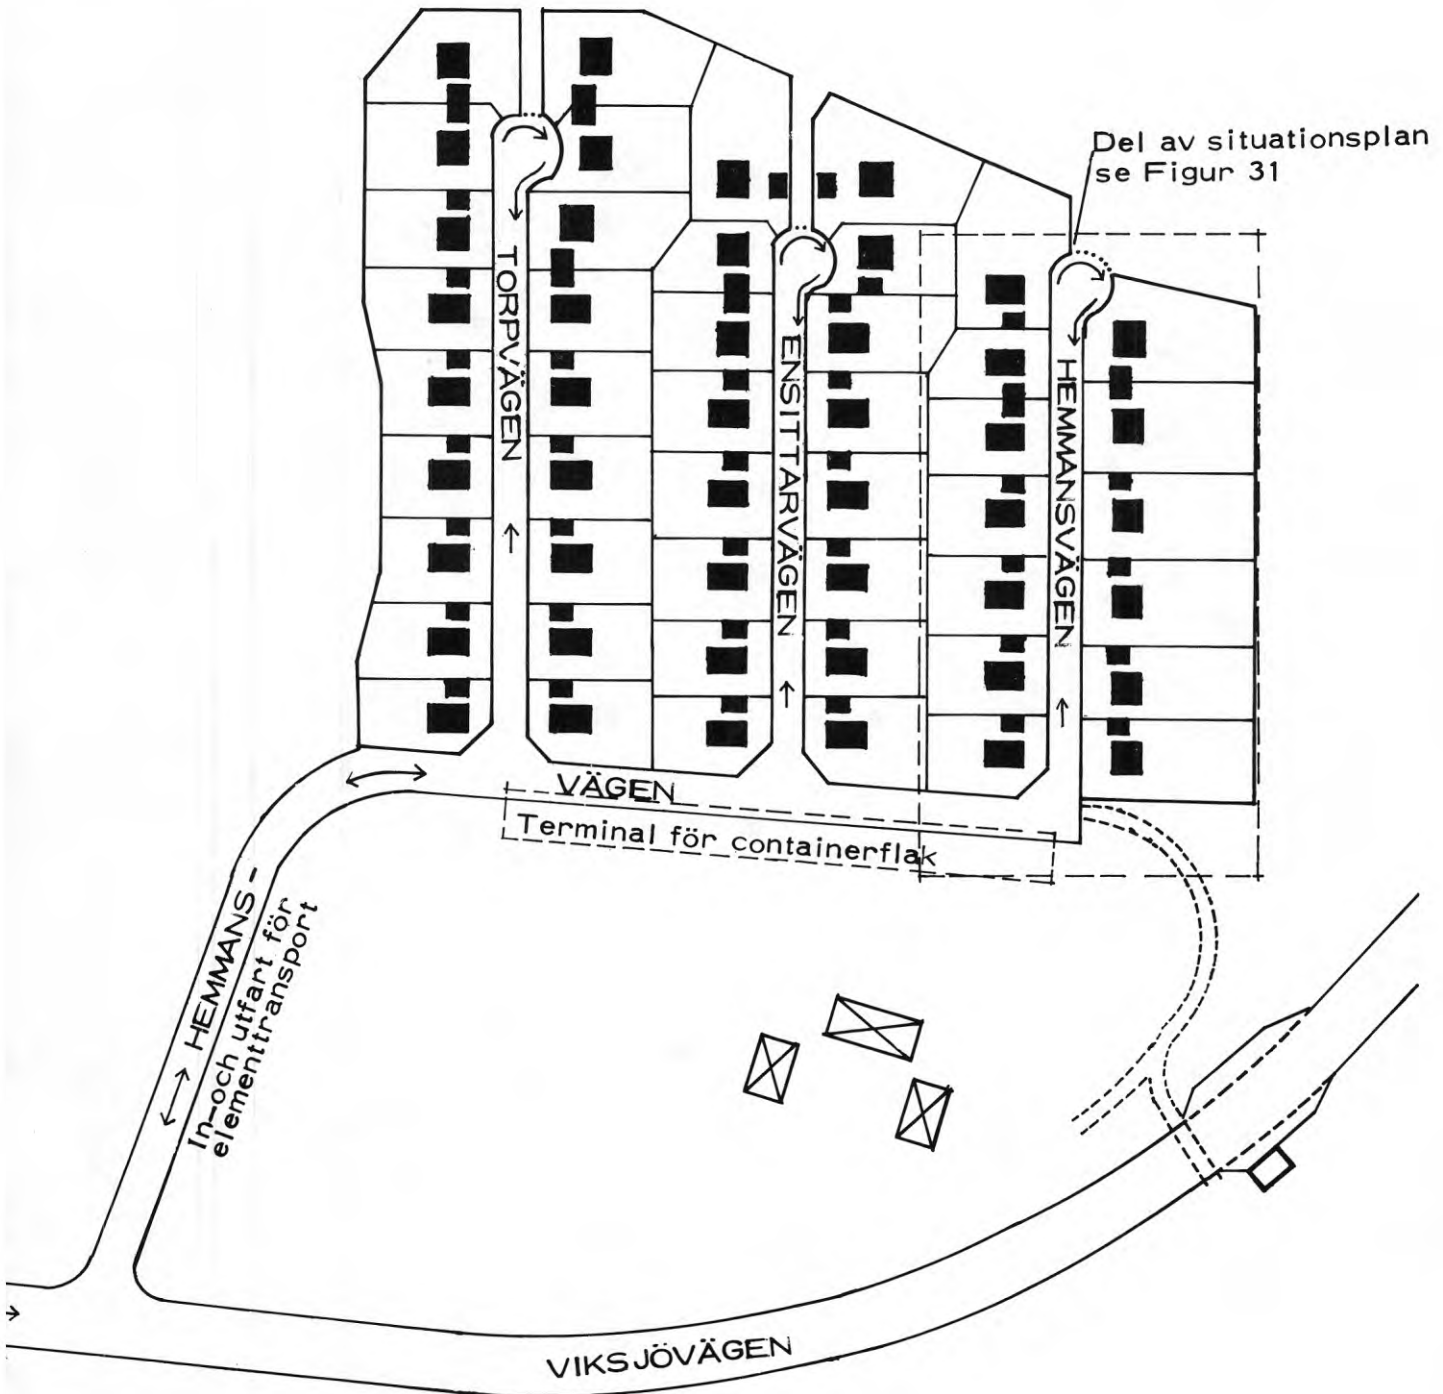 Del av situationsplan
se Figur 31
TORPVÄGEN
ENSITTARVÄGEN
HEMMANSVÄGEN
VÄGEN
Terminal för containerflak
HEMMANS-
In-och utfart för
elementtransport
VIKSJÖVÄGEN